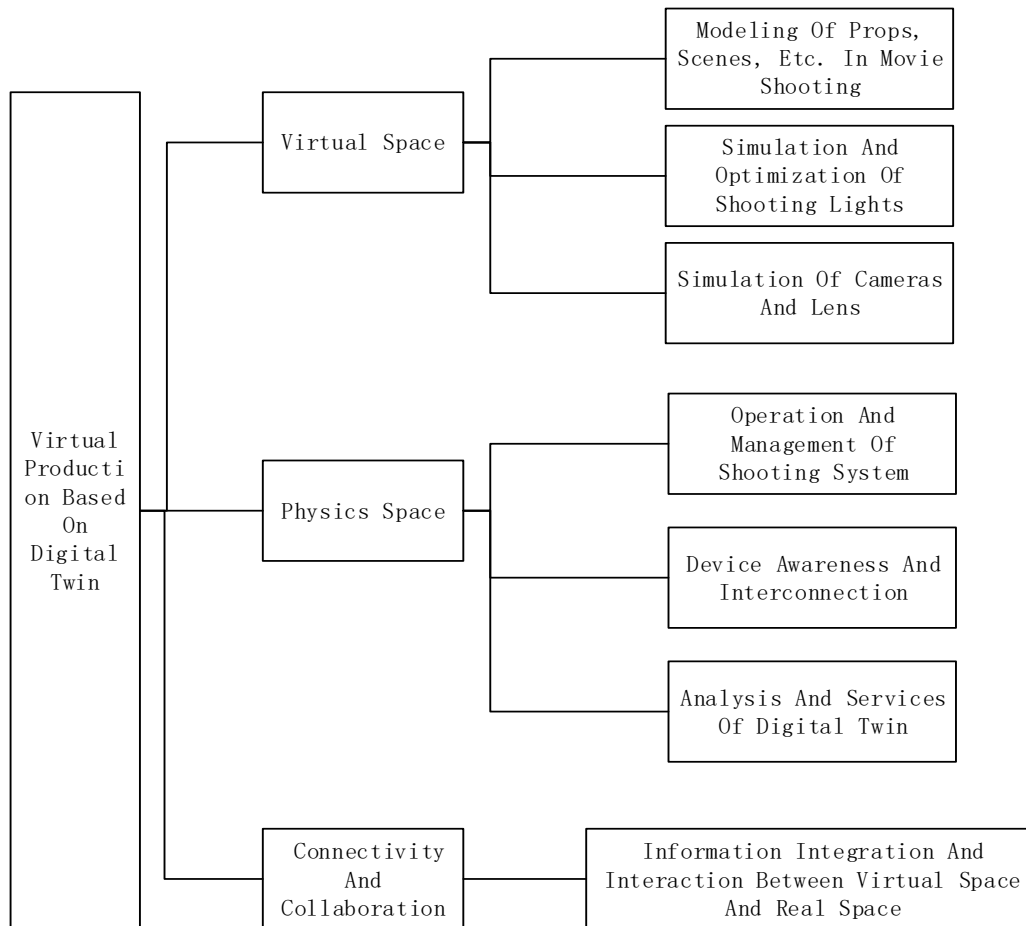 Modeling Of Props,
Scenes, Etc. In Movie
Shooting
Virtual Space
Simulation And
Optimization Of
Shooting Lights
Simulation Of Cameras
And Lens
Virtual
Producti
on Based
On
Digital
Twin
Operation And
Management Of
Shooting System
Physics Space
Device Awareness And
Interconnection
Analysis And Services
Of Digital Twin
Connectivity
And
Collaboration
Information Integration And
Interaction Between Virtual Space
And Real Space